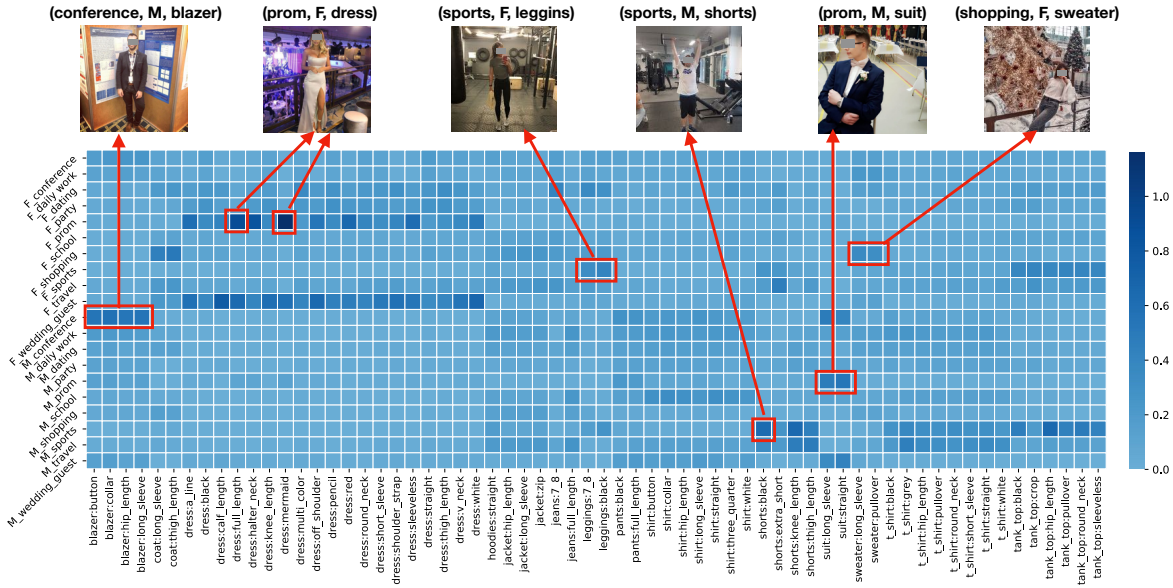 (conference, M, blazer)
(prom, F, dress)
(sports, F, leggins)
(sports, M, shorts)
(prom, M, suit)
(shopping, F, sweater)
F_conference
F_daily work
F_dating
F_party
F_prom
F_school
F_shopping
F_sports
F_travel
F_wedding_guest
M_conference
M_daily work
M_dating
M_party
M_prom
M_school
M_shopping
M_sports
M_travel
M_wedding_guest
blazer:button
blazer:collar
blazer:hip_length
blazer:long_sleeve
coat:long_sleeve
coat:thigh_length
dress:a_line
dress:black
dress:calf_length
dress:full_length
dress:halter_neck
dress:knee_length
dress:mermaid
dress:multi_color
dress:off_shoulder
dress:pencil
dress:red
dress:round_neck
dress:short_sleeve
dress:shoulder_strap
dress:sleeveless
dress:straight
dress:thigh_length
dress:v_neck
dress:white
hoodies:straight
jacket:hip_length
jacket:long_sleeve
jacket:zip
jeans:7_8
jeans:full_length
leggings:7_8
leggings:black
pants:black
pants:full_length
shirt:button
shirt:collar
shirt:hip_length
shirt:long_sleeve
shirt:straight
shirt:three_quarter
shirt:white
shorts:black
shorts:extra_short
shorts:knee_length
shorts:thigh_length
suit:long_sleeve
suit:straight
sweater:long_sleeve
sweater:pullover
t_shirt:black
t_shirt:grey
t_shirt:hip_length
t_shirt:pullover
t_shirt:round_neck
t_shirt:short_sleeve
t_shirt:straight
t_shirt:white
tank_top:black
tank_top:crop
tank_top:hip_length
tank_top:pullover
tank_top:round_neck
tank_top:sleeveless
1.0
0.8
0.6
0.4
0.2
0.0